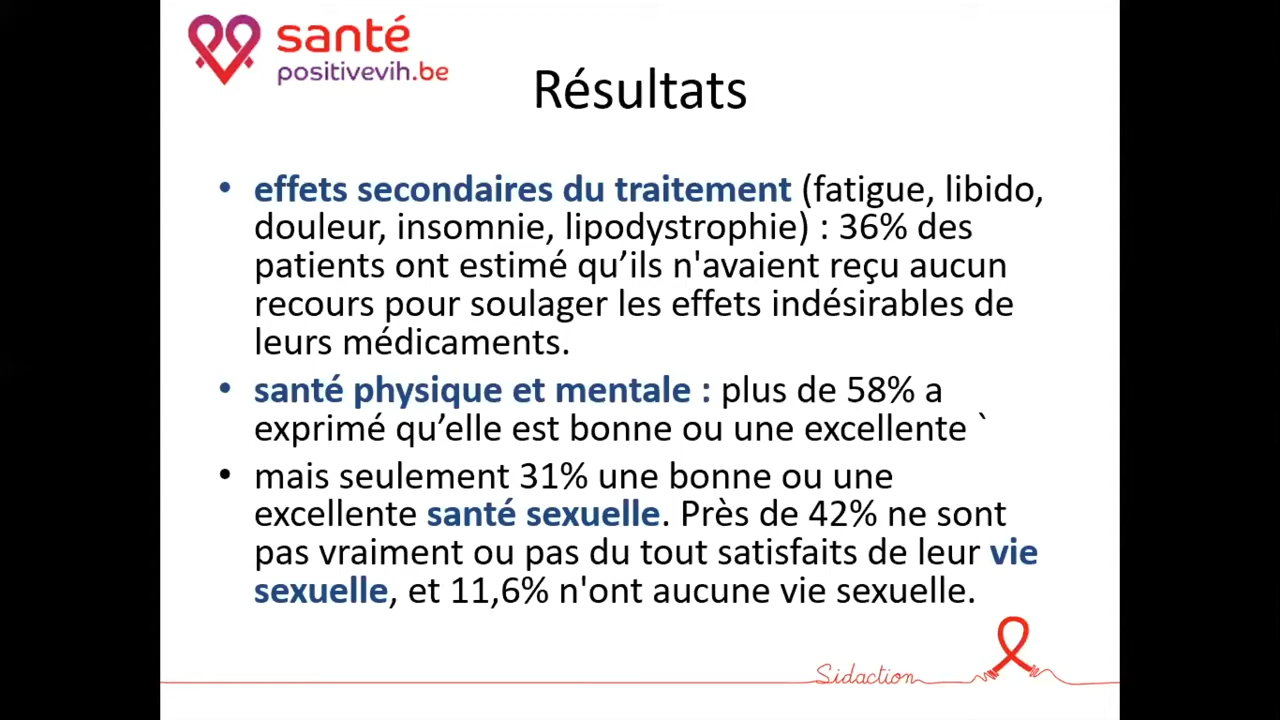 santé
positivevih.be
Résultats
• effets secondaires du traitement (fatigue, libido,
douleur, insomnie, lipodystrophie) : 36% des
patients ont estimé qu’ils n'avaient reçu aucun
recours pour soulager les effets indésirables de
leurs médicaments.
• santé physique et mentale : plus de 58% a
exprimé qu’elle est bonne ou une excellente `
• mais seulement 31% une bonne ou une
excellente santé sexuelle. Près de 42% ne sont
pas vraiment ou pas du tout satisfaits de leur vie
sexuelle, et 11,6% n'ont aucune vie sexuelle.
Sidaction